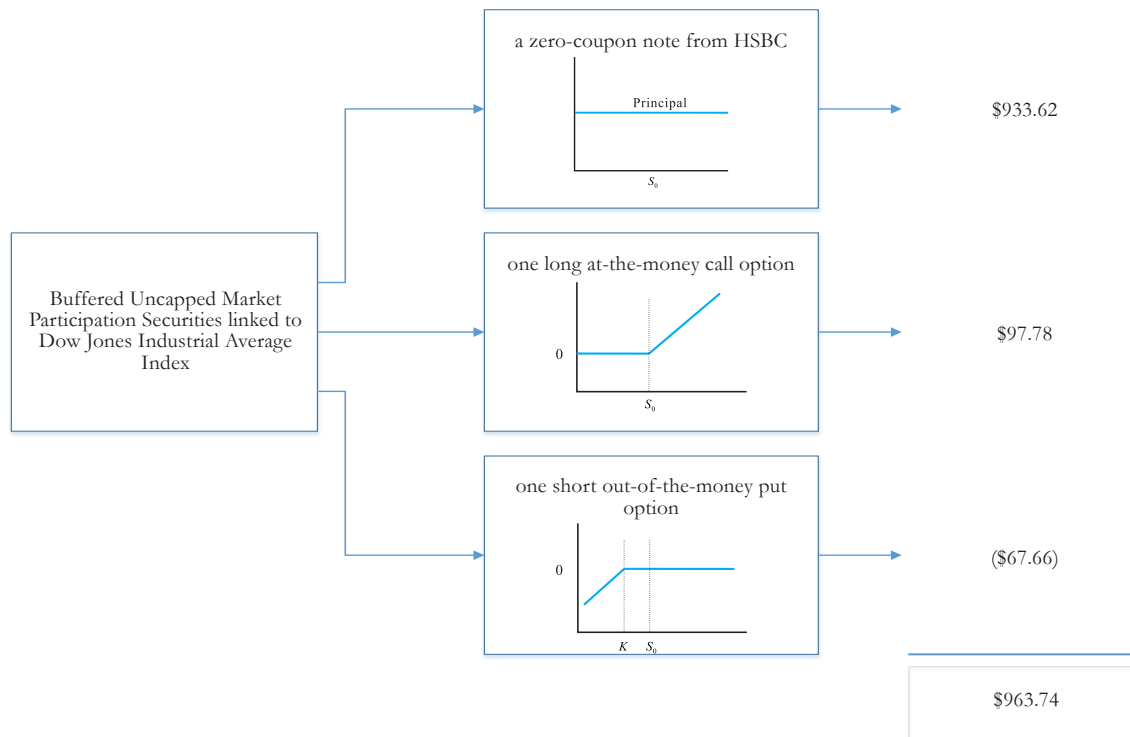 a zero-coupon note from HSBC
Principal
S₀
$933.62
Buffered Uncapped Market
Participation Securities linked to
Dow Jones Industrial Average
Index
one long at-the-money call option
0
S₀
$97.78
one short out-of-the-money put
option
0
K S₀
($67.66)
$963.74